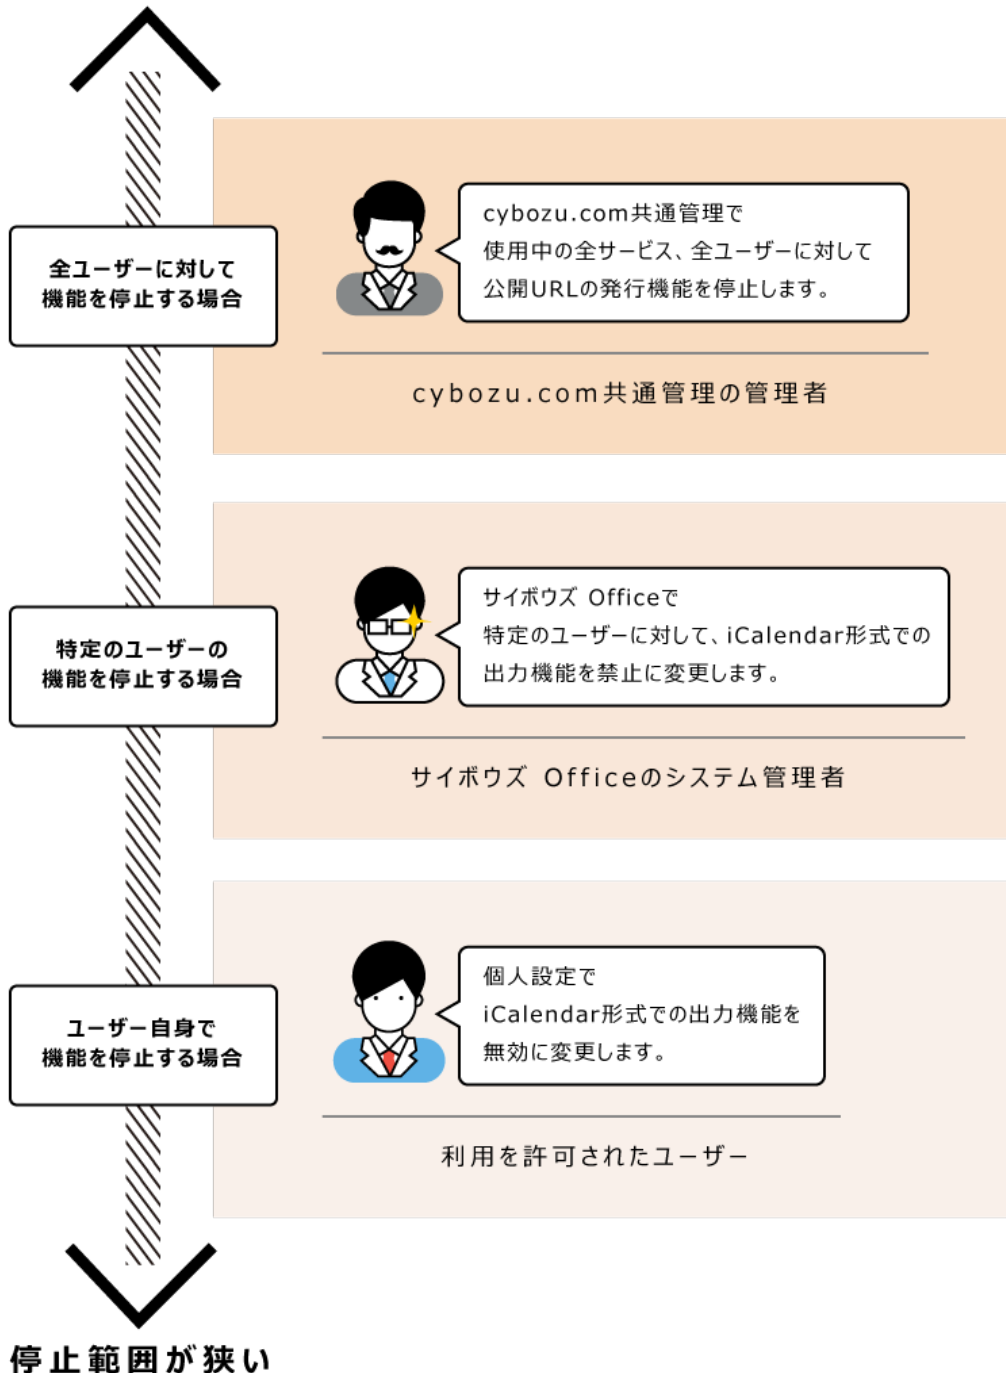 全ユーザーに対して
機能を停止する場合
cybozu.com共通管理で
使用中の全サービス、全ユーザーに対して
公開URLの発行機能を停止します。
cybozu.com共通管理の管理者
特定のユーザーの
機能を停止する場合
サイボウズ Officeで
特定のユーザーに対して、iCalendar形式での
出力機能を禁止に変更します。
サイボウズ Officeのシステム管理者
ユーザー自身で
機能を停止する場合
個人設定で
iCalendar形式での出力機能を
無効に変更します。
利用を許可されたユーザー
停止範囲が狭い